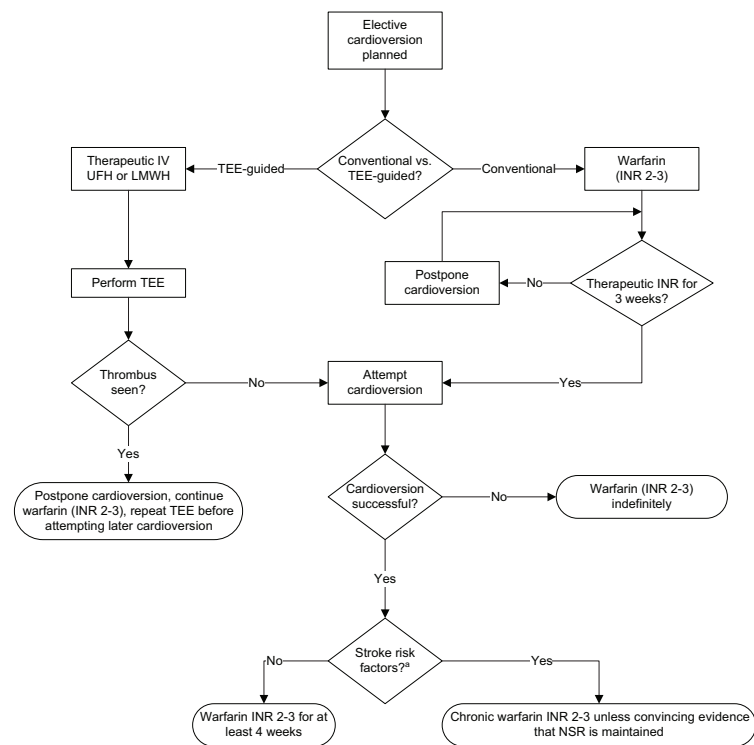 Elective
cardioversion
planned
Conventional vs.
TEE-guided?
TEE-guided
Conventional
Therapeutic IV
UFH or LMWH
Warfarin
(INR 2-3)
Perform TEE
Postpone
cardioversion
No
Therapeutic INR for
3 weeks?
Thrombus
seen?
No
Attempt
cardioversion
Yes
Yes
Postpone cardioversion, continue
warfarin (INR 2-3), repeat TEE before
attempting later cardioversion
Cardioversion
successful?
No
Warfarin (INR 2-3)
indefinitely
Yes
Stroke risk
factors?ᵃ
No
Yes
Warfarin INR 2-3 for at
least 4 weeks
Chronic warfarin INR 2-3 unless convincing evidence
that NSR is maintained